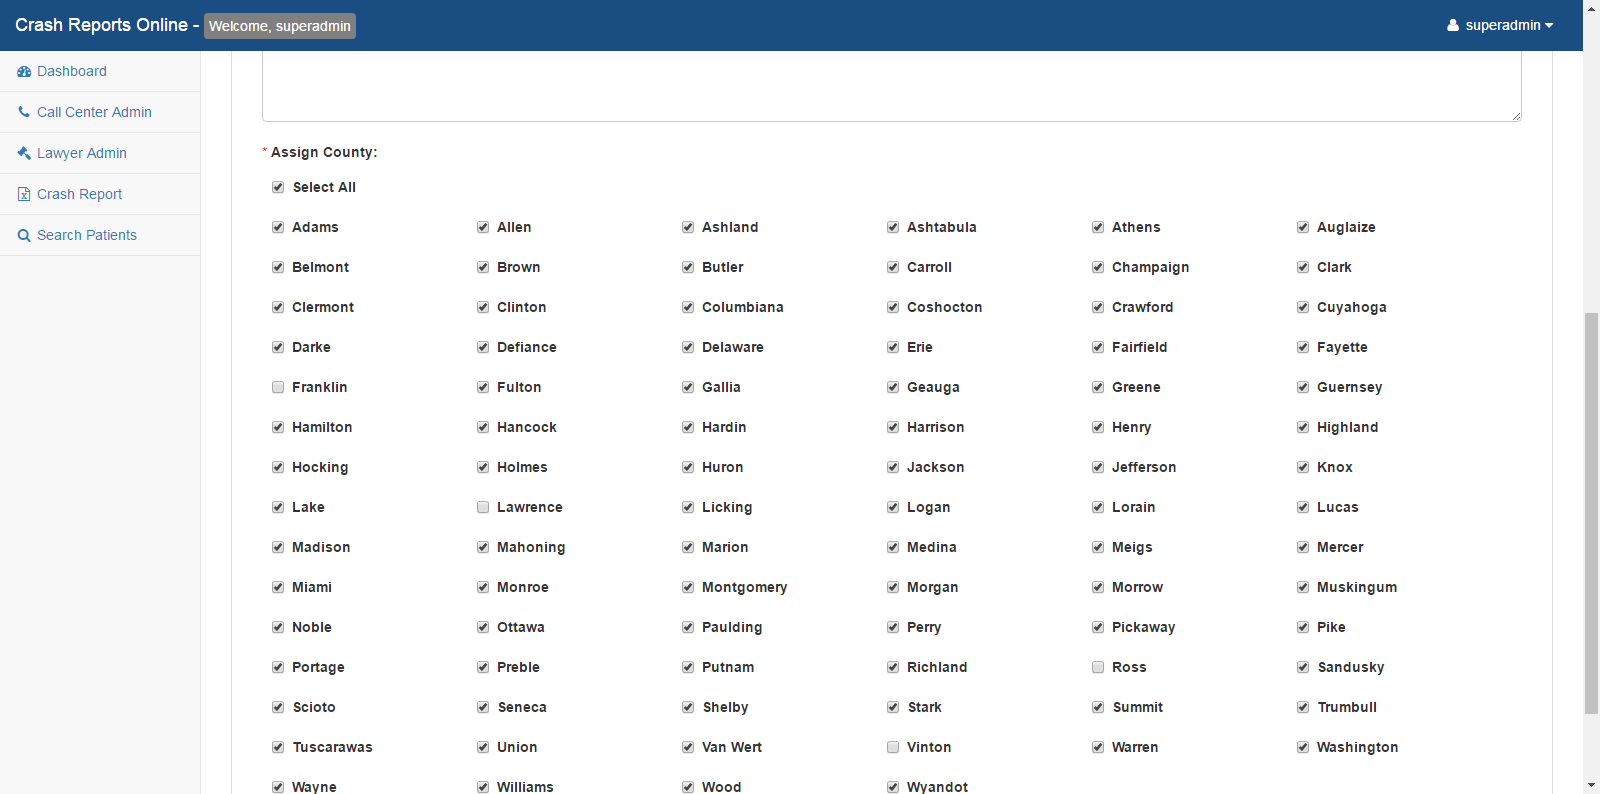 Crash Reports Online - Welcome, superadmin superadmin
Dashboard
Call Center Admin
Lawyer Admin
Crash Report
Search Patients
* Assign County:
Select All
Adams Allen Ashland Ashtabula Athens Auglaize
Belmont Brown Butler Carroll Champaign Clark
Clermont Clinton Columbiana Coshocton Crawford Cuyahoga
Darke Defiance Delaware Erie Fairfield Fayette
Franklin Fulton Gallia Geauga Greene Guernsey
Hamilton Hancock Hardin Harrison Henry Highland
Hocking Holmes Huron Jackson Jefferson Knox
Lake Lawrence Licking Logan Lorain Lucas
Madison Mahoning Marion Medina Meigs Mercer
Miami Monroe Montgomery Morgan Morrow Muskingum
Noble Ottawa Paulding Perry Pickaway Pike
Portage Preble Putnam Richland Ross Sandusky
Scioto Seneca Shelby Stark Summit Trumbull
Tuscarawas Union Van Wert Vinton Warren Washington
Wayne Williams Wood Wyandot